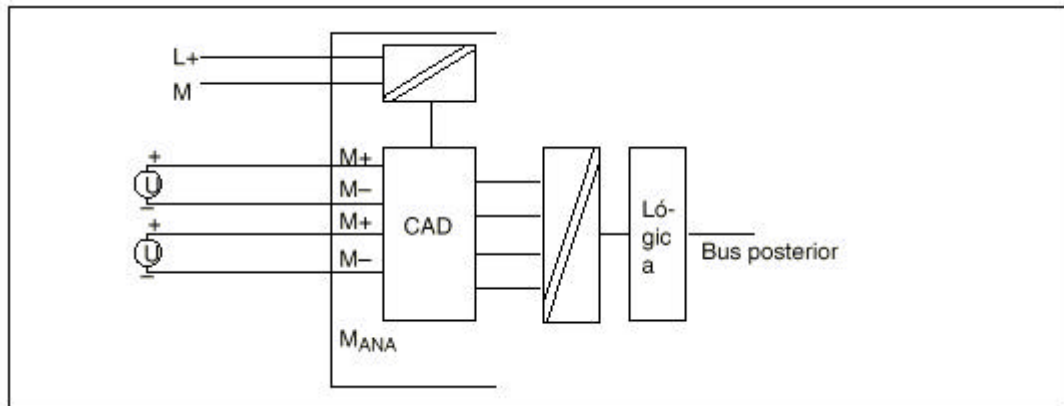 L+
M
+
U
−
+
U
−
M+
M−
M+
M−
CAD
MANA
Ló-
gic
a
Bus posterior